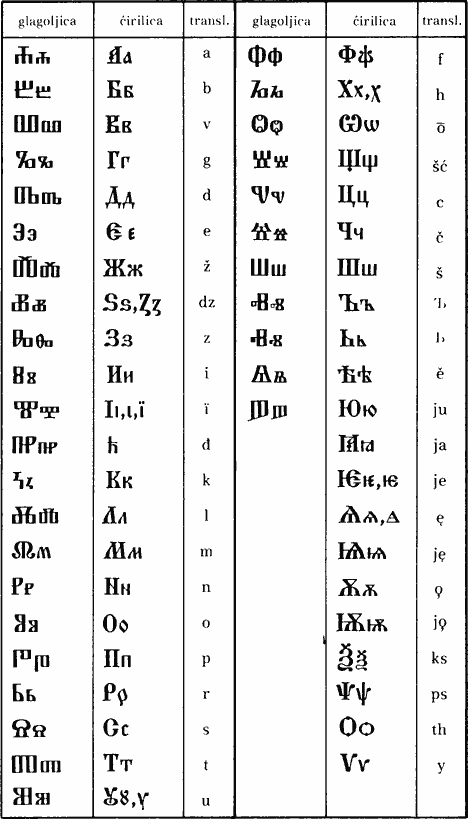 glagoljica ćirilica transl. glagoljica ćirilica transl.
Ⰰⰰ Аа a Ⱇⱇ Фф f
Ⰱⰱ Бб b Ⱈⱈ Хх,χ h
Ⰲⰲ Вв v Ⱉⱉ Ѡѡ ō
Ⰳⰳ Гг g Ⱋⱋ Щщ šć
Ⰴⰴ Дд d Ⱌⱌ Цц c
Ⰵⰵ Єє e Ⱍⱍ Чч č
Ⰶⰶ Жж ž Ⱎⱎ Шш š
Ⰷⰷ Ѕѕ,Ꙁꙁ dz Ⱏⱏ Ъъ ъ
Ⰸⰸ Зз z Ⱐⱐ Ьь ь
Ⰹⰹ Ии i Ⱑⱑ Ѣѣ ě
Ⰺⰺ Іı,ι,ï ï Ⱓⱓ Юю ju
Ⰼⰼ ћ đ Ꙗꙗ ja
Ⰽⰽ Кк k Ѥѥ,ѥ je
Ⰾⰾ Лл l Ѧѧ,▵ ę
Ⰿⰿ Мм m Ѩѩ ję
Ⱀⱀ Нн n Ѫѫ ǫ
Ⱁⱁ Оо o Ѭѭ jǫ
Ⱂⱂ Пп p Ѯѯ ks
Ⱃⱃ Рр r Ѱѱ ps
Ⱄⱄ Сс s Ѳѳ th
Ⱅⱅ Тт t Ѵѵ y
Ⱆⱆ Ꙋꙋ,ү u